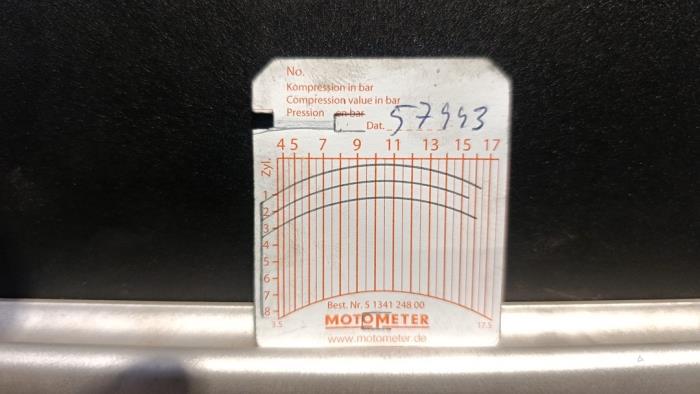 No.
Kompression in bar
Compression value in bar
Pression en bar
Dat. 57943
4 5 7 9 11 13 15 17
Zyl.
1
2
3
4
5
6
7
8
Best. Nr. 5 1341 248 00
3.5 MOTOMETER 17.5
www.motometer.de